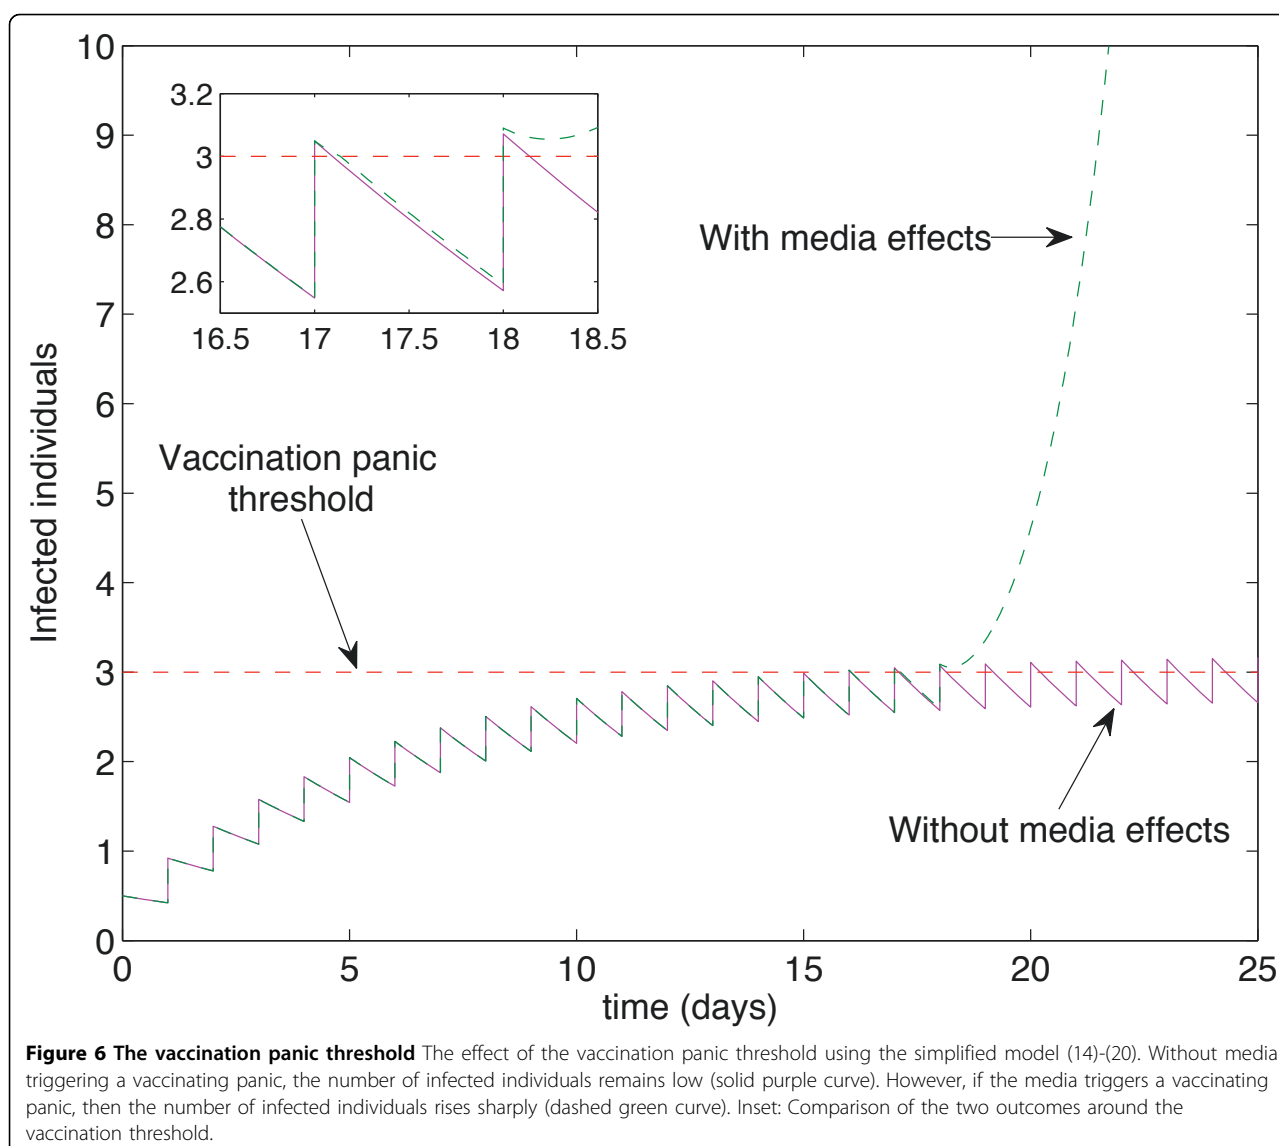 10
9
8
7
6
5
4
3
2
1
0
Infected individuals
3.2
3
2.8
2.6
16.5 17 17.5 18 18.5
With media effects
Vaccination panic
threshold
Without media effects
0 5 10 15 20 25
time (days)
Figure 6 The vaccination panic threshold The effect of the vaccination panic threshold using the simplified model (14)-(20). Without media
triggering a vaccinating panic, the number of infected individuals remains low (solid purple curve). However, if the media triggers a vaccinating
panic, then the number of infected individuals rises sharply (dashed green curve). Inset: Comparison of the two outcomes around the
vaccination threshold.